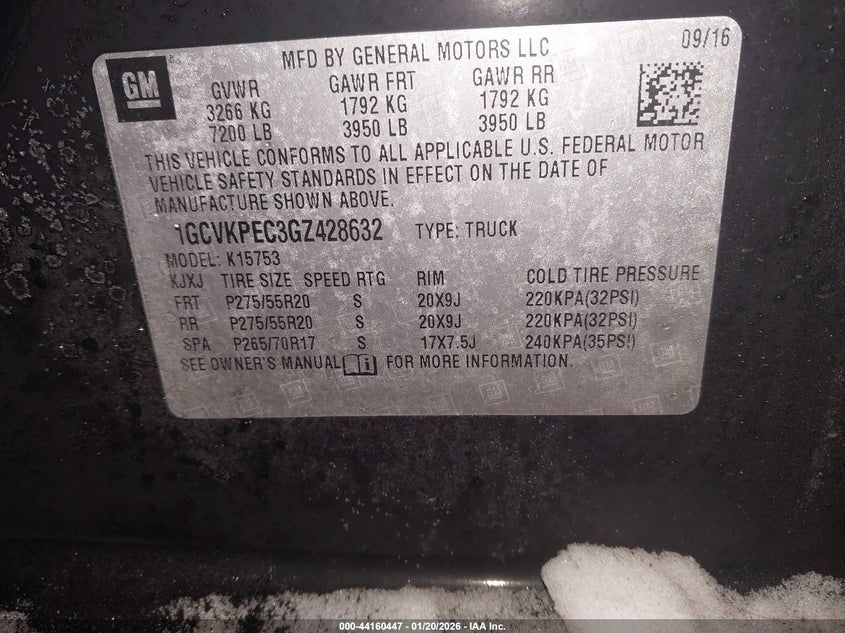 GM
MFD BY GENERAL MOTORS LLC 09/16
GVWR GAWR FRT GAWR RR
3266 KG 1792 KG 1792 KG
7200 LB 3950 LB 3950 LB
THIS VEHICLE CONFORMS TO ALL APPLICABLE U.S. FEDERAL MOTOR
VEHICLE SAFETY STANDARDS IN EFFECT ON THE DATE OF
MANUFACTURE SHOWN ABOVE.
1GCVKPEC3GZ428632 TYPE: TRUCK
MODEL: K15753
KJXJ TIRE SIZE SPEED RTG RIM COLD TIRE PRESSURE
FRT P275/55R20 S 20X9J 220KPA(32PSI)
RR P275/55R20 S 20X9J 220KPA(32PSI)
SPA P265/70R17 S 17X7.5J 240KPA(35PSI)
SEE OWNER'S MANUAL i FOR MORE INFORMATION.
000-44160447 - 01/20/2026 - IAA Inc.